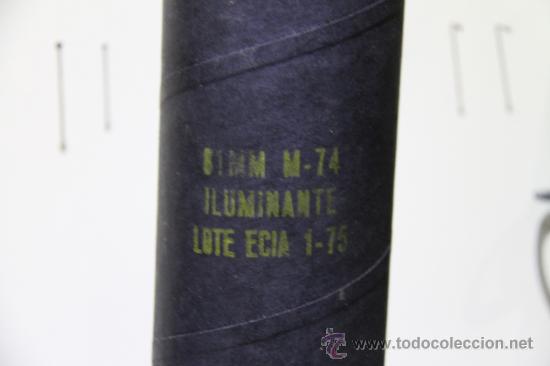 81MM M-74
ILUMINANTE
LOTE ECIA 1-75
© www.todocoleccion.net